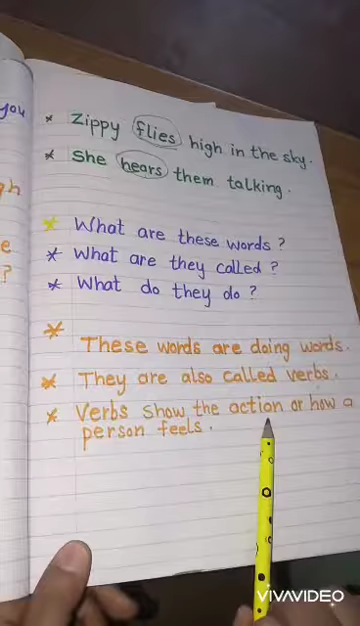 you
* Zippy flies high in the sky.
* She hears them talking.
* What are these words?
* What are they called?
* What do they do?
* These words are doing words.
* They are also called verbs.
* Verbs show the action or how a
person feels.
e
?
VIVAVIDEO